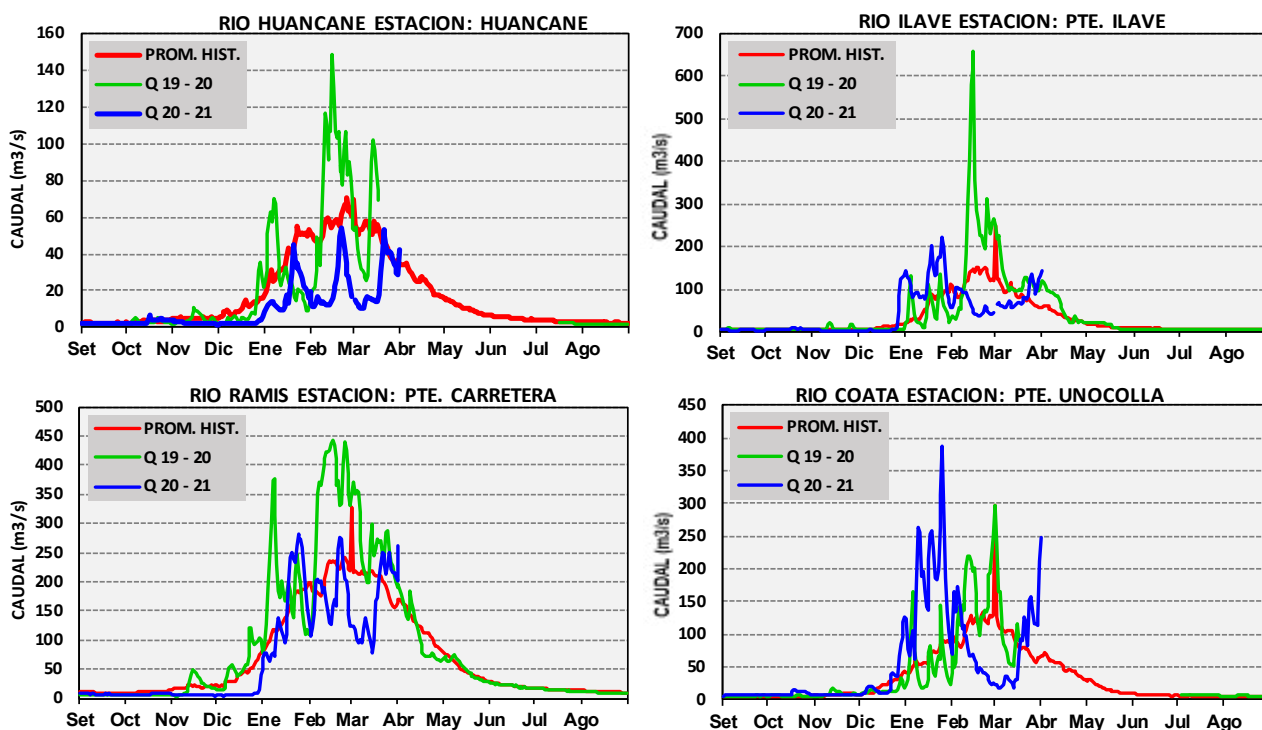 RIO HUANCANE ESTACION: HUANCANE
160
140
120
100
80
60
40
20
0
CAUDAL (m3/s)
PROM. HIST.
Q 19 - 20
Q 20 - 21
Set Oct Nov Dic Ene Feb Mar Abr May Jun Jul Ago
RIO ILAVE ESTACION: PTE. ILAVE
700
600
500
400
300
200
100
0
CAUDAL (m3/s)
PROM. HIST.
Q 19 - 20
Q 20 - 21
Set Oct Nov Dic Ene Feb Mar Abr May Jun Jul Ago
RIO RAMIS ESTACION: PTE. CARRETERA
500
450
400
350
300
250
200
150
100
50
0
CAUDAL (m3/s)
PROM. HIST.
Q 19 - 20
Q 20 - 21
Set Oct Nov Dic Ene Feb Mar Abr May Jun Jul Ago
RIO COATA ESTACION: PTE. UNOCOLLA
450
400
350
300
250
200
150
100
50
0
CAUDAL (m3/s)
PROM. HIST.
Q 19 - 20
Q 20 - 21
Set Oct Nov Dic Ene Feb Mar Abr May Jun Jul Ago